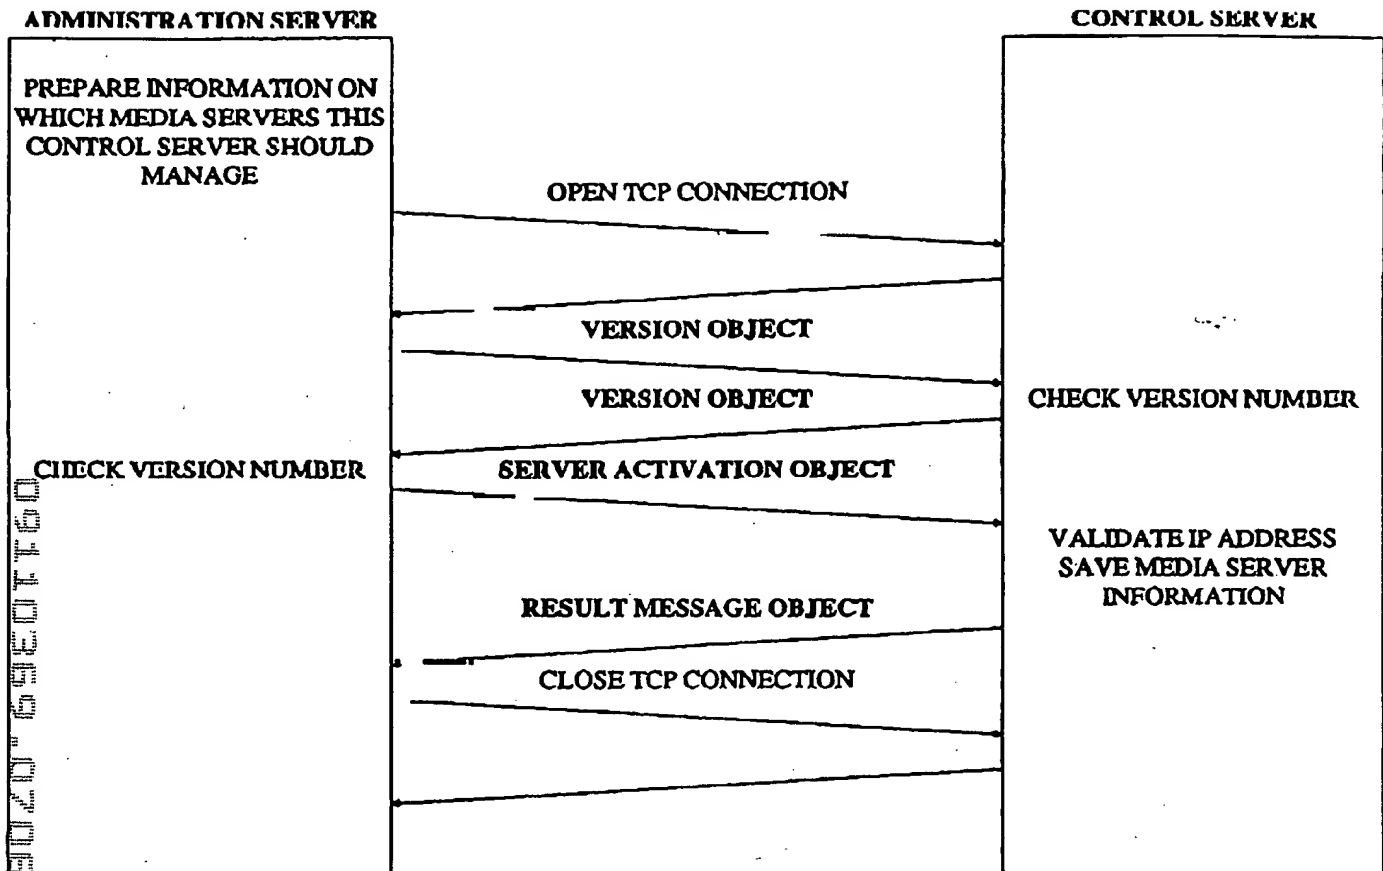 ADMINISTRATION SERVER
CONTROL SERVER
PREPARE INFORMATION ON
WHICH MEDIA SERVERS THIS
CONTROL SERVER SHOULD
MANAGE
OPEN TCP CONNECTION
VERSION OBJECT
VERSION OBJECT
CHECK VERSION NUMBER
CHECK VERSION NUMBER
SERVER ACTIVATION OBJECT
VALIDATE IP ADDRESS
SAVE MEDIA SERVER
INFORMATION
RESULT MESSAGE OBJECT
CLOSE TCP CONNECTION